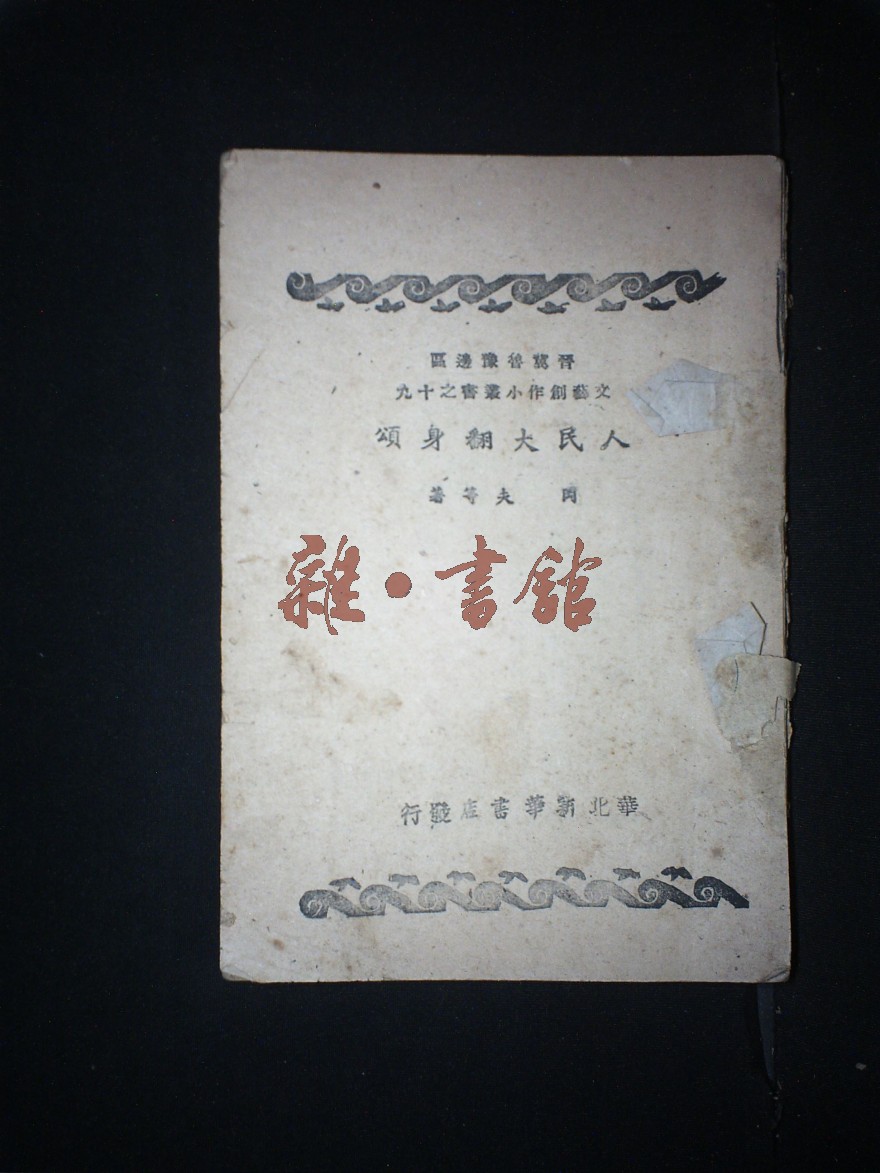 晉冀魯豫邊區
文藝創作小叢書之十九
人民大翻身頌
岡夫等著
雜·書館
華北新華書店發行